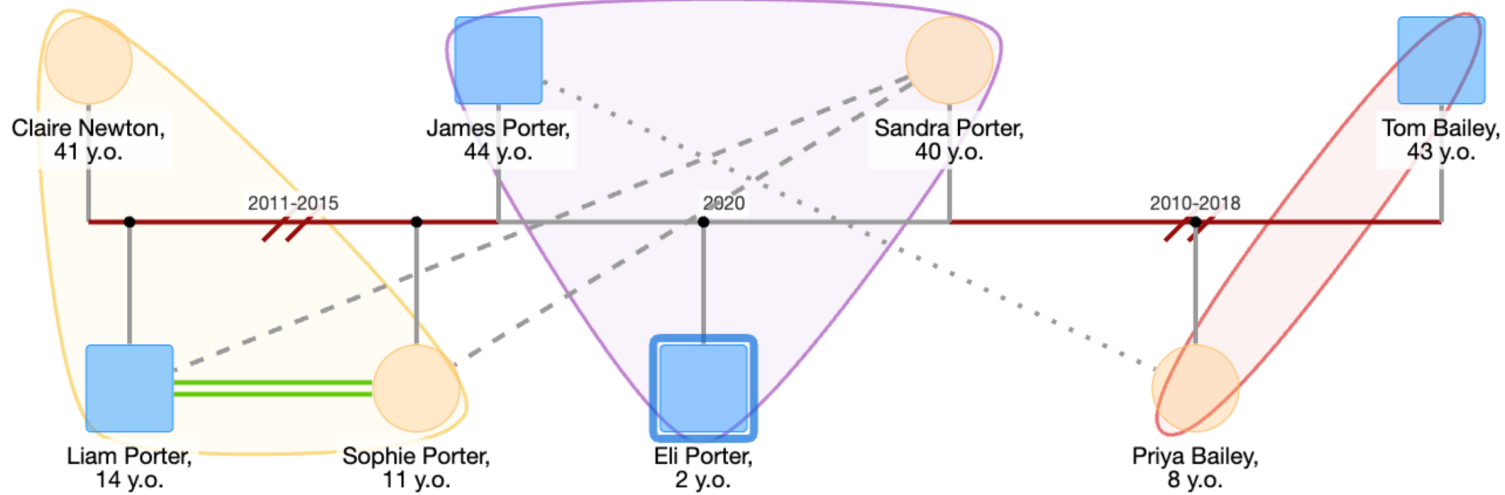 Claire Newton,
41 y.o.
James Porter,
44 y.o.
Sandra Porter,
40 y.o.
Tom Bailey,
43 y.o.
2011-2015
2020
2010-2018
Liam Porter,
14 y.o.
Sophie Porter,
11 y.o.
Eli Porter,
2 y.o.
Priya Bailey,
8 y.o.